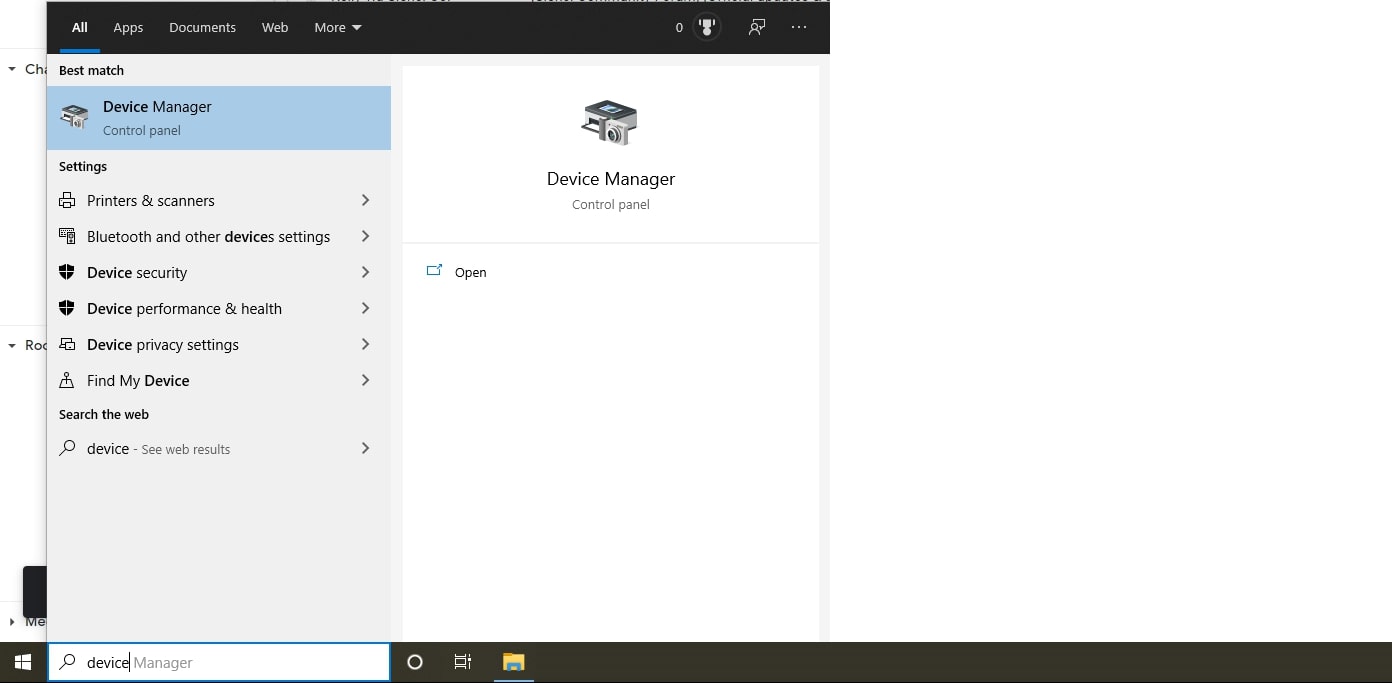 All Apps Documents Web More 0 ...
Best match
Device Manager
Control panel
Settings
Printers & scanners
Bluetooth and other devices settings
Device security
Device performance & health
Device privacy settings
Find My Device
Search the web
device - See web results
Device Manager
Control panel
Open
Cha
Roo
Me
device Manager